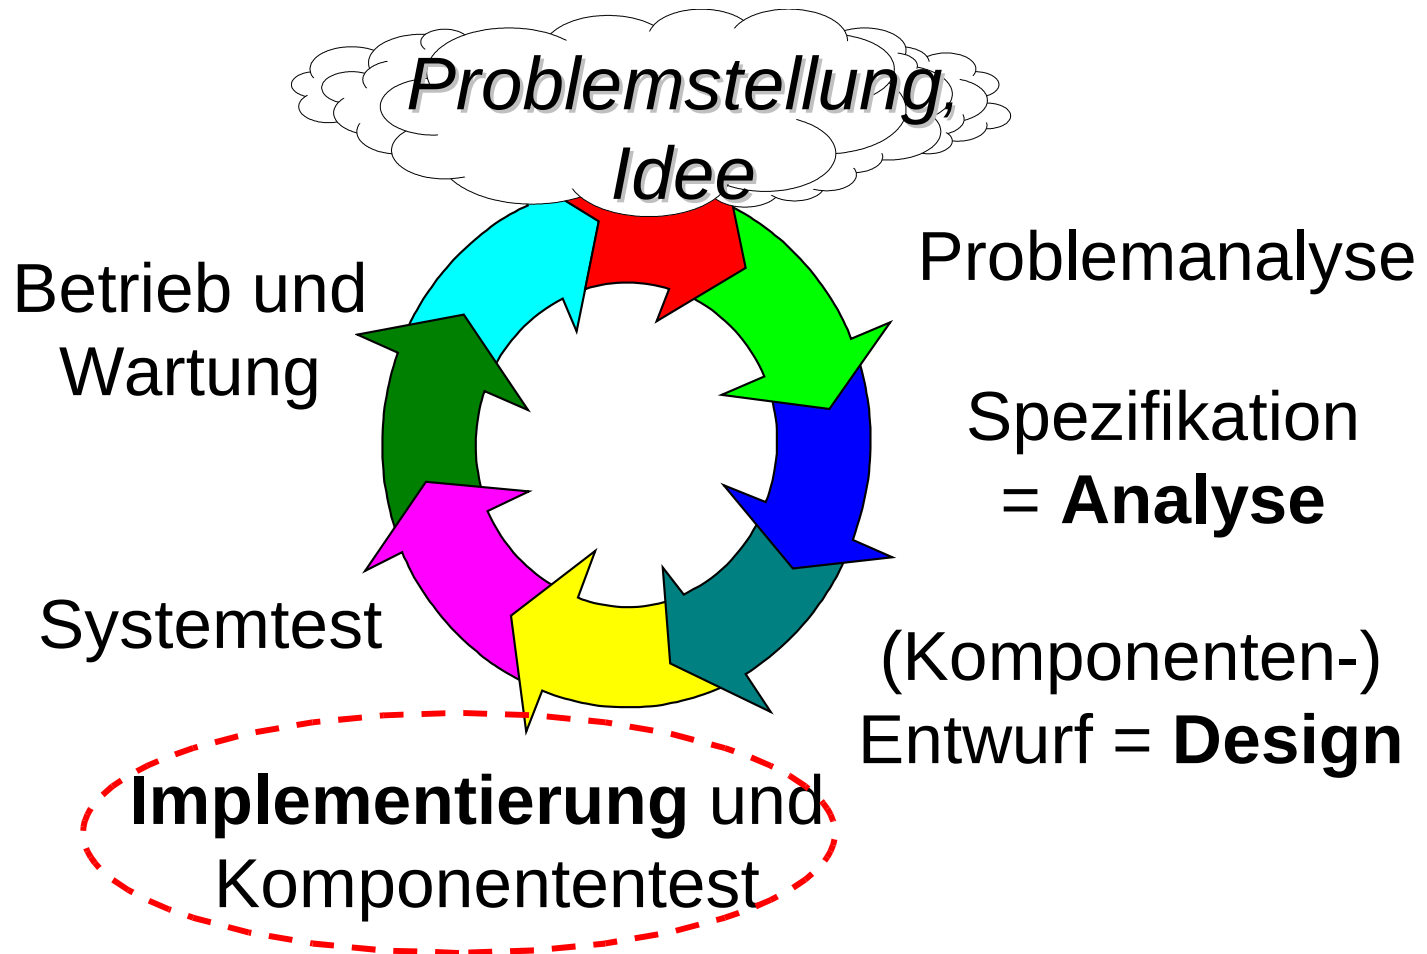 Problemstellung,
Idee
Problemanalyse
Spezifikation
= Analyse
(Komponenten-)
Entwurf = Design
Implementierung und
Komponententest
Systemtest
Betrieb und
Wartung